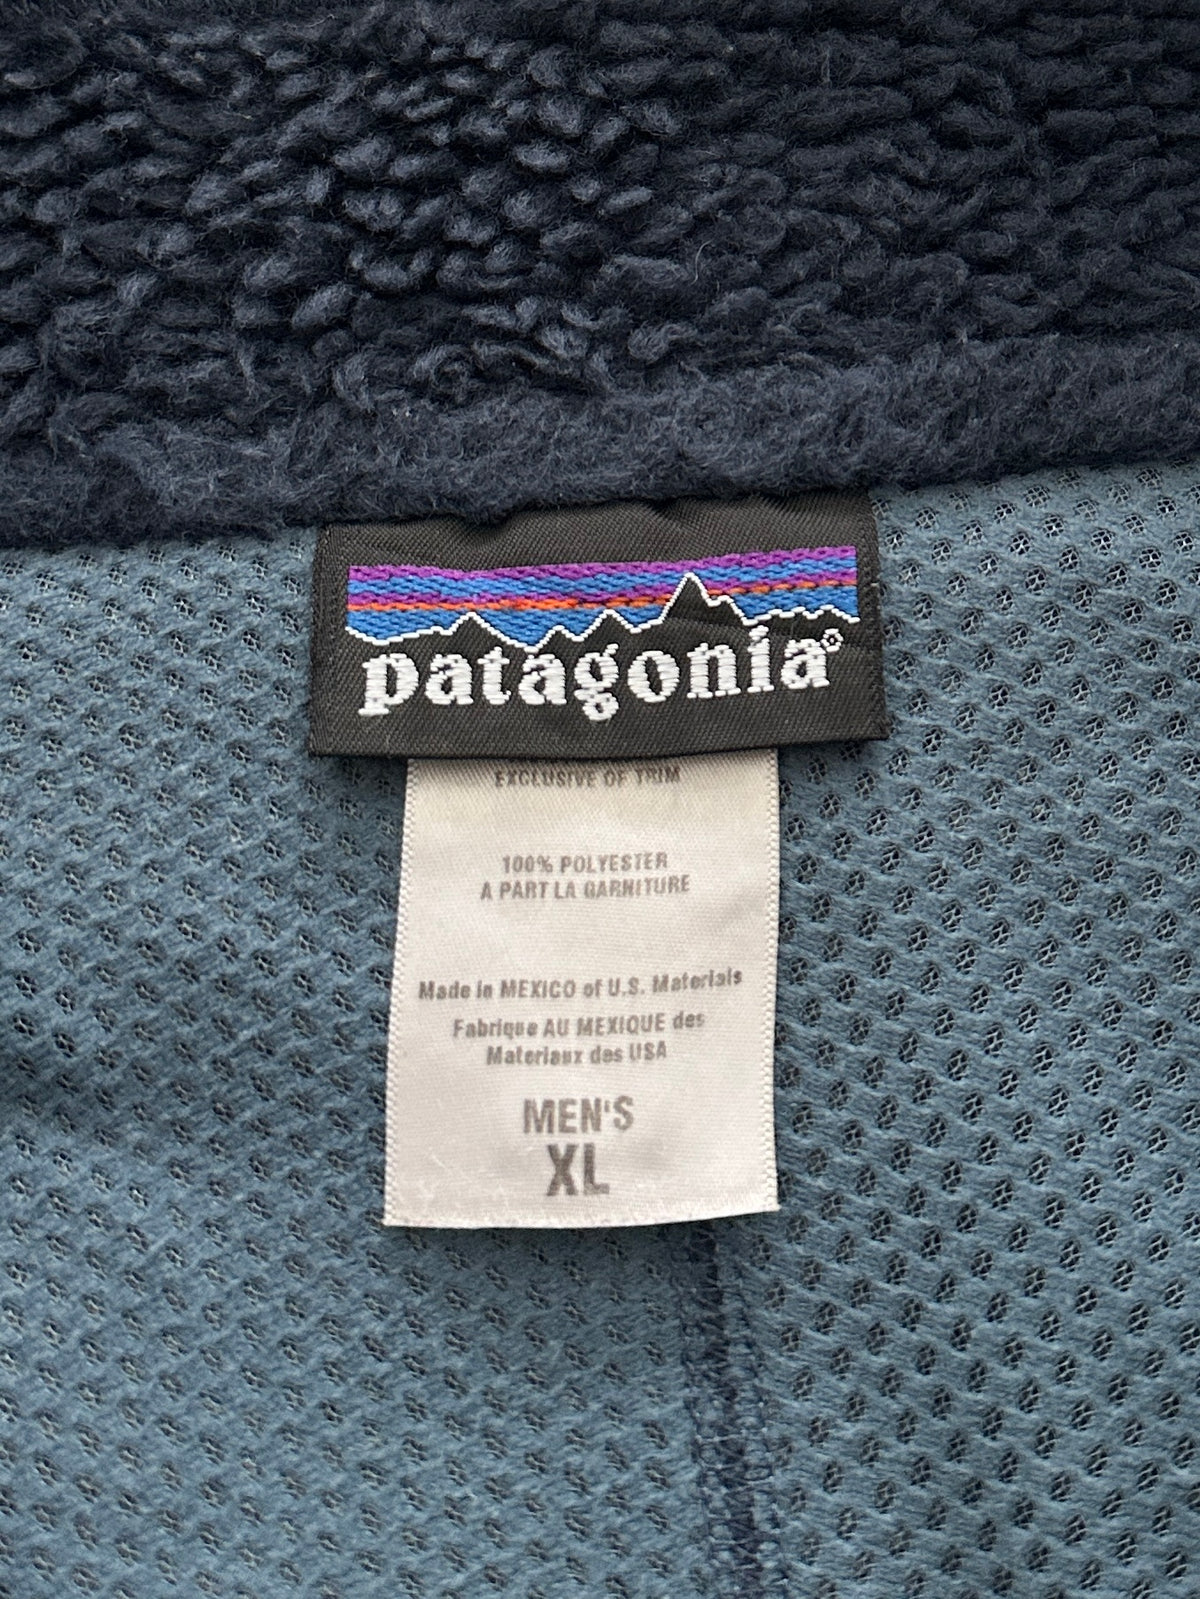 patagonia®
EXCLUSIVE OF TRIM
100% POLYESTER
A PART LA GARNITURE
Made in MEXICO of U.S. Materials
Fabrique AU MEXIQUE des
Materiaux des USA
MEN'S
XL